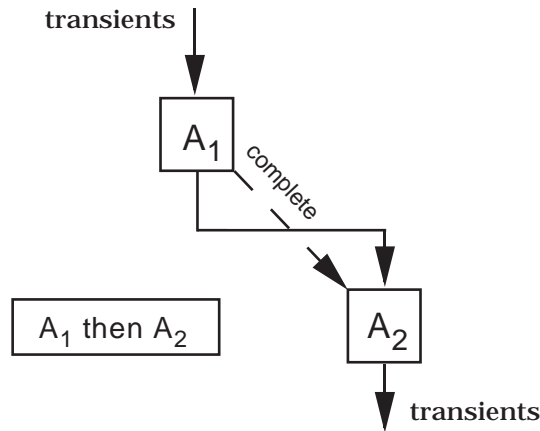 transients
A₁
complete
A₁ then A₂
A₂
transients